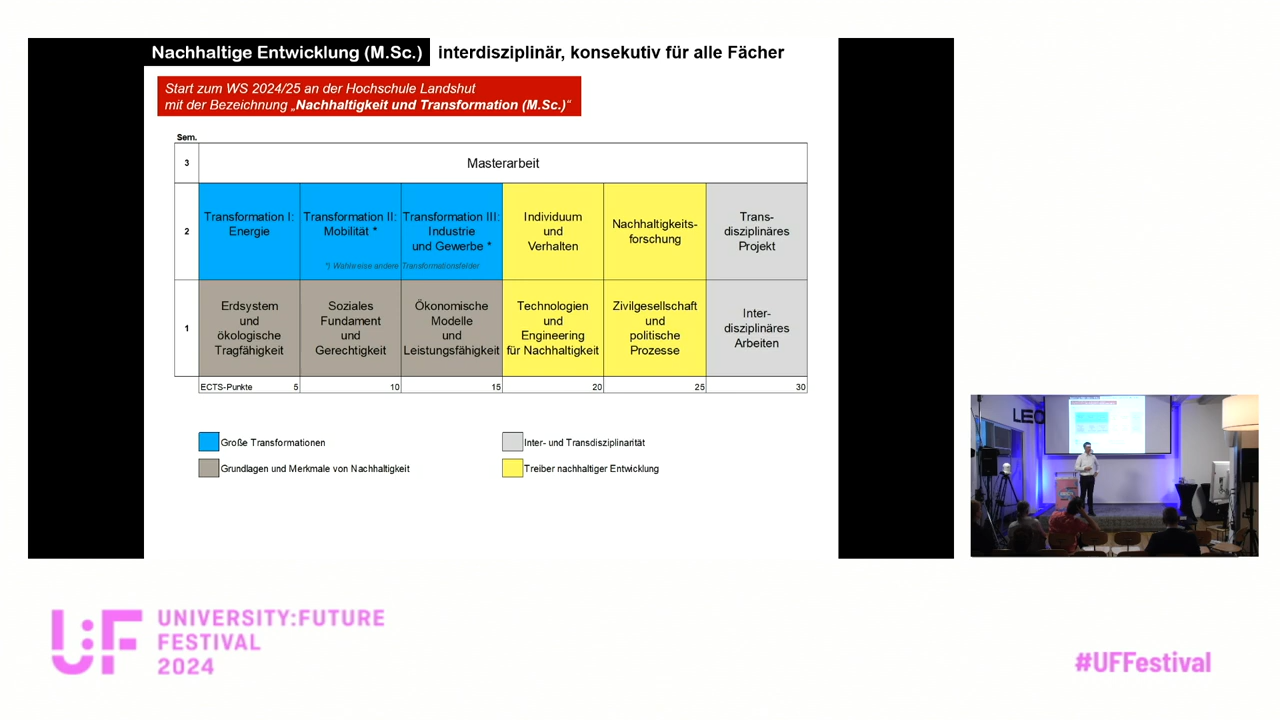 Nachhaltige Entwicklung (M.Sc.) interdisziplinär, konsekutiv für alle Fächer
Start zum WS 2024/25 an der Hochschule Landshut
mit der Bezeichnung „Nachhaltigkeit und Transformation (M.Sc.)“
Sem.
3
Masterarbeit
2
Transformation I:
Energie
Transformation II:
Mobilität *
Transformation III:
Industrie
und Gewerbe *
*) Wahlweise andere Transformationsfelder
Individuum
und
Verhalten
Nachhaltigkeits-
forschung
Trans-
disziplinäres
Projekt
1
Erdsystem
und
ökologische
Tragfähigkeit
Soziales
Fundament
und
Gerechtigkeit
Ökonomische
Modelle
und
Leistungsfähigkeit
Technologien
und
Engineering
für Nachhaltigkeit
Zivilgesellschaft
und
politische
Prozesse
Inter-
disziplinäres
Arbeiten
ECTS-Punkte 5 10 15 20 25 30
Große Transformationen
Inter- und Transdisziplinarität
Grundlagen und Merkmale von Nachhaltigkeit
Treiber nachhaltiger Entwicklung
LEO
U:F
UNIVERSITY:FUTURE
FESTIVAL
2024
#UFFestival